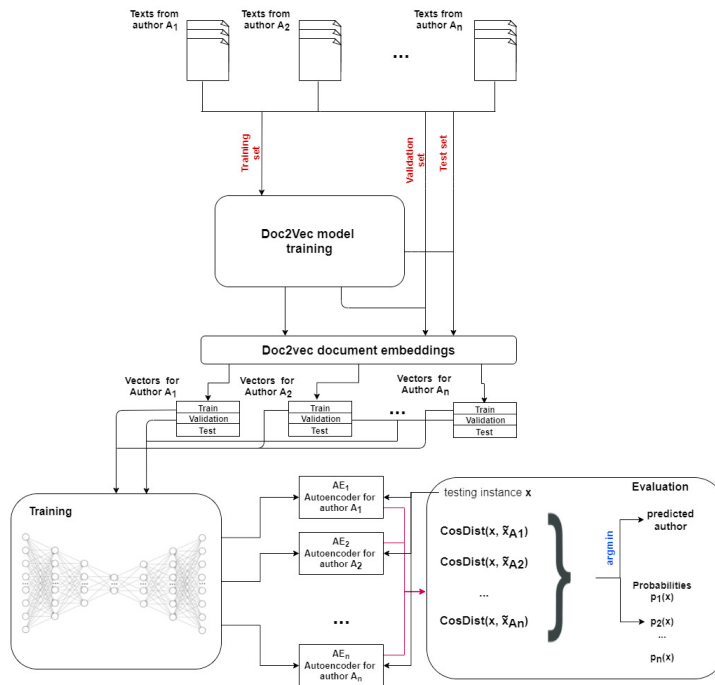 Texts from
author A1
Texts from
author A2
Texts from
author An
...
Training
set
Validation
set
Test set
Doc2Vec model
training
Doc2vec document embeddings
Vectors for
Author A1
Vectors for
Author A2
Vectors for
Author An
Train
Validation
Test
Train
Validation
Test
...
Train
Validation
Test
Training
AE1
Autoencoder for
author A1
AE2
Autoencoder for
author A2
...
AEn
Autoencoder for
author An
Evaluation
testing instance x
CosDist(x, x̃A1)
CosDist(x, x̃A2)
...
CosDist(x, x̃An)
}
argmin
predicted
author
Probabilities
p1(x)
p2(x)
...
pn(x)